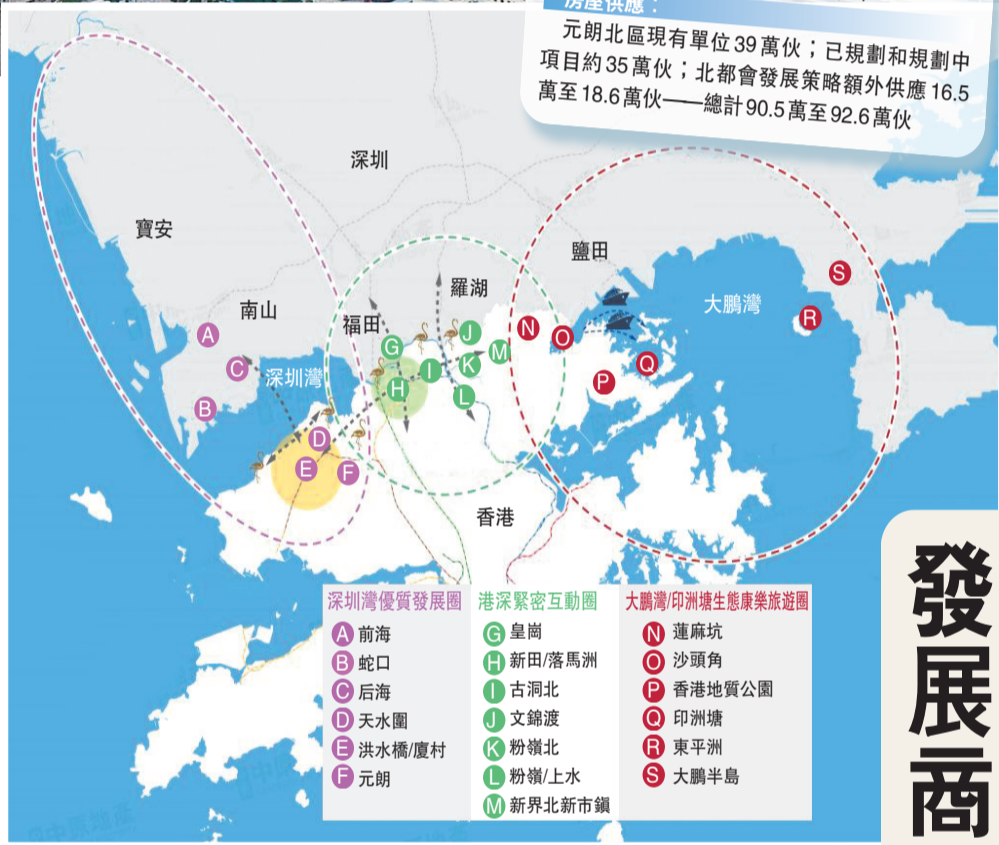 房屋供應：
元朗北區現有單位39萬伙；已規劃和規劃中
項目約35萬伙；北都會發展策略額外供應16.5
萬至18.6萬伙——總計90.5萬至92.6萬伙
深圳
寶安
鹽田
羅湖
大鵬灣
S
南山
福田
R
A
J
N
O
G
M
C
深圳灣
I
K
Q
H
P
B
L
D
E
F
香港
發展商
深圳灣優質發展圈
A 前海
B 蛇口
C 后海
D 天水圍
E 洪水橋/廈村
F 元朗
港深緊密互動圈
G 皇崗
H 新田/落馬洲
I 古洞北
J 文錦渡
K 粉嶺北
L 粉嶺/上水
M 新界北新市鎮
大鵬灣/印洲塘生態康樂旅遊圈
N 蓮麻坑
O 沙頭角
P 香港地質公園
Q 印洲塘
R 東平洲
S 大鵬半島